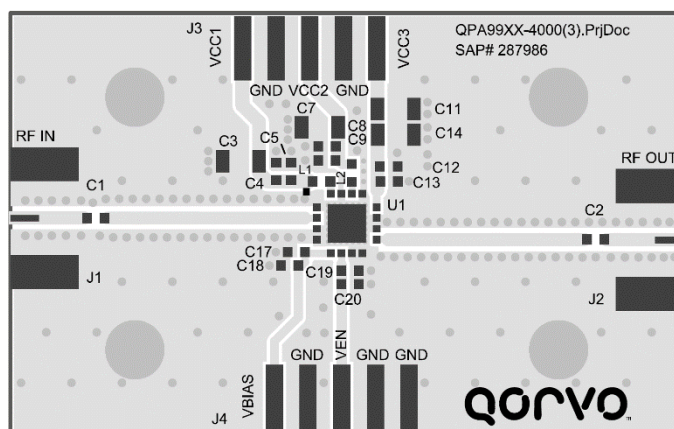 QPA99XX-4000(3).PrjDoc
SAP# 287986
J3
VCC1
GND
VCC2
GND
VCC3
C7
C11
C8
C14
C9
C5
C3
L1
L2
C12
C4
C13
RF IN
RF OUT
C1
U1
C2
C17
C18
C19
C20
J1
J2
GND
VEN
GND
GND
VBIAS
J4
QORVO
TM